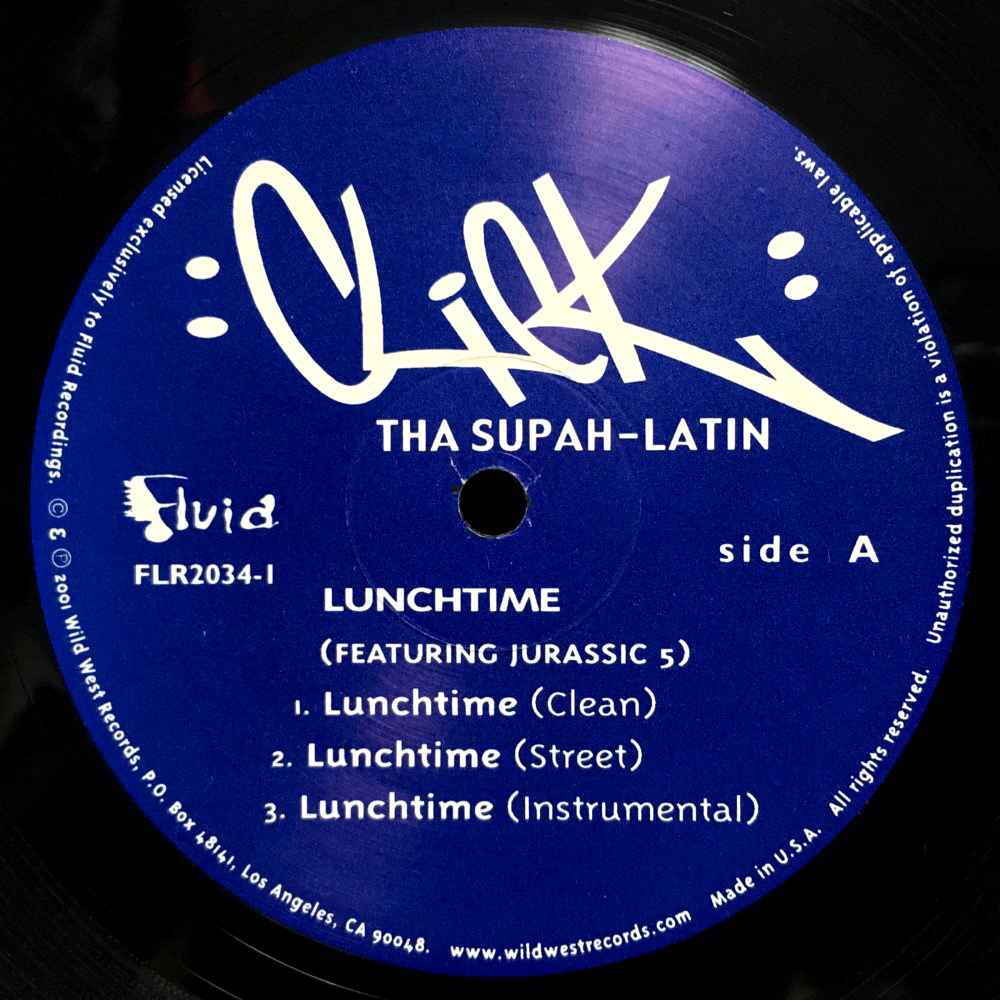 Click
THA SUPAH-LATIN
Fluid
FLR2034-1
side A
LUNCHTIME
(FEATURING JURASSIC 5)
1. Lunchtime (Clean)
2. Lunchtime (Street)
3. Lunchtime (Instrumental)
Licensed exclusively to Fluid Recordings. © & ℗ 2001 Wild West Records, P.O. Box 48141, Los Angeles, CA 90048. www.wildwestrecords.com Made in U.S.A. All rights reserved. Unauthorized duplication is a violation of applicable laws.